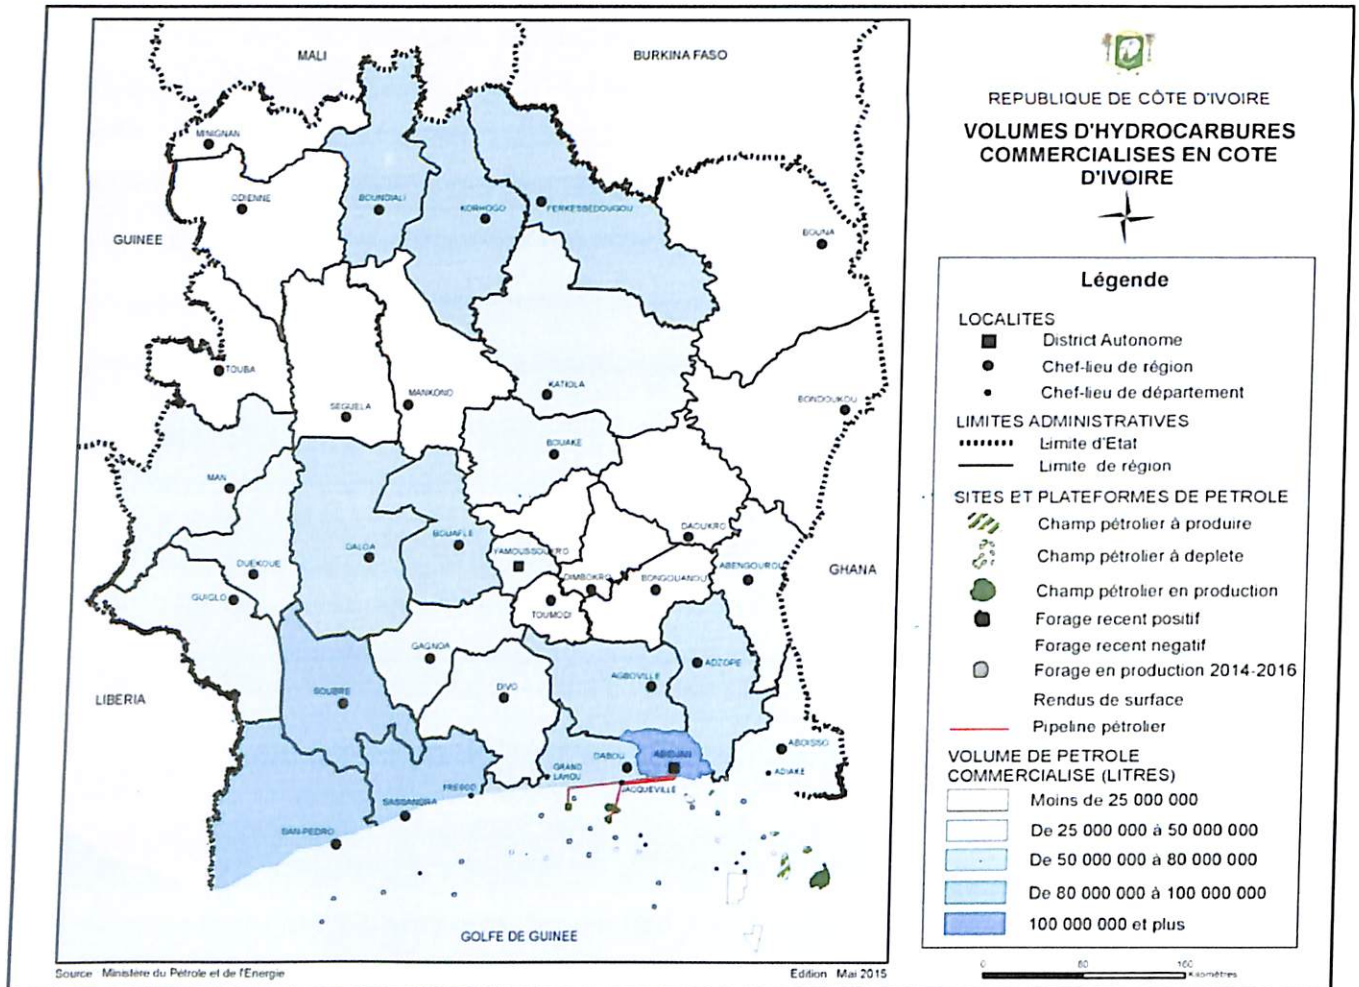 MALI
BURKINA FASO
MINIGNAN
ODIENNE
BOUNDIALI
KORHOGO
FERKESSEDOUGOU
BOUNA
GUINEE
TOUBA
SEGUELA
MANKONO
KATIOLA
BONDOUKOU
BOUAKE
MAN
DALOA
BOUAFLE
YAMOUSSOUKRO
DAOUKRO
DUEKOUE
DIMBOKRO
BONGOUANOU
ABENGOUROU
GHANA
GUIGLO
TOUMODI
GAGNOA
ADZOPE
AGBOVILLE
LIBERIA
SOUBRE
DIVO
ABOISSO
DABOU
ABIDJAN
ADIAKE
GRAND
LAHOU
JACQUEVILLE
FRESCO
SASSANDRA
SAN-PEDRO
GOLFE DE GUINEE
Source Ministère du Pétrole et de l'Energie
Edition Mai 2015
REPUBLIQUE DE CÔTE D'IVOIRE
VOLUMES D'HYDROCARBURES
COMMERCIALISES EN COTE
D'IVOIRE
Légende
LOCALITES
District Autonome
Chef-lieu de région
Chef-lieu de département
LIMITES ADMINISTRATIVES
Limite d'Etat
Limite de région
SITES ET PLATEFORMES DE PETROLE
Champ pétrolier à produire
Champ pétrolier à deplete
Champ pétrolier en production
Forage recent positif
Forage recent negatif
Forage en production 2014-2016
Rendus de surface
Pipeline pétrolier
VOLUME DE PETROLE
COMMERCIALISE (LITRES)
Moins de 25 000 000
De 25 000 000 à 50 000 000
De 50 000 000 à 80 000 000
De 80 000 000 à 100 000 000
100 000 000 et plus
0 80 160
Kilomètres